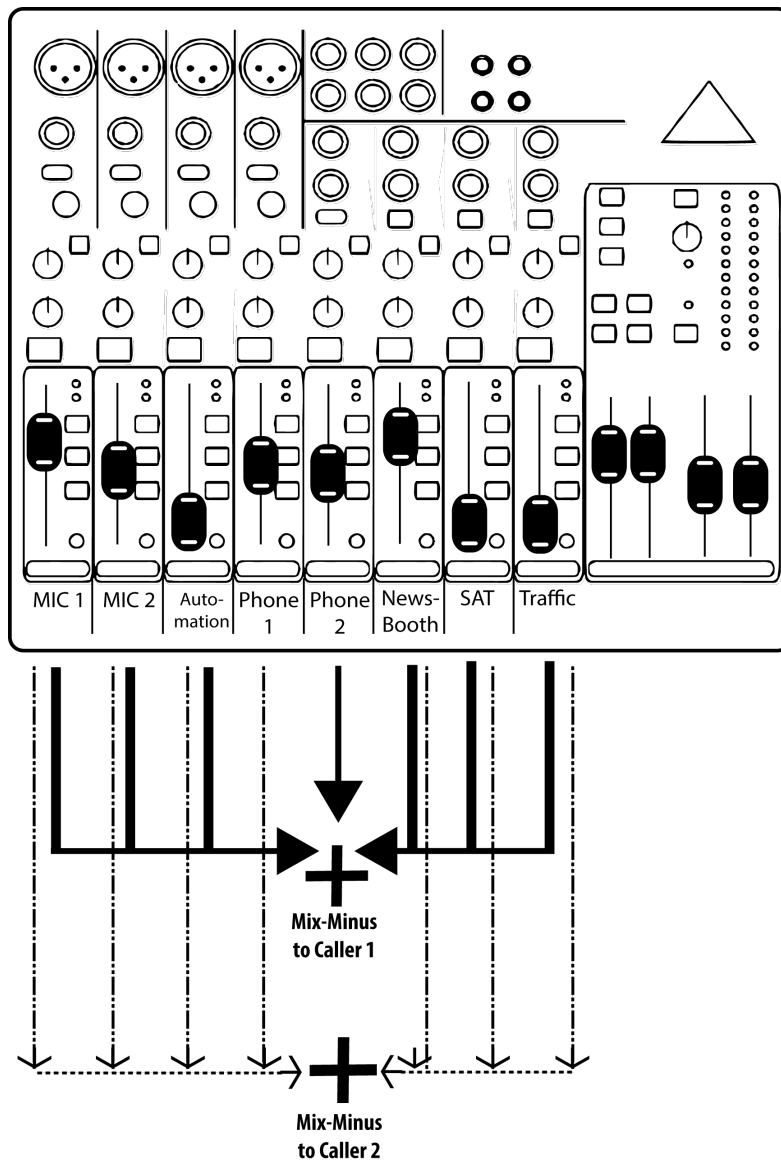 MIC 1
MIC 2
Auto-
mation
Phone
1
Phone
2
News-
Booth
SAT
Traffic
Mix-Minus
to Caller 1
Mix-Minus
to Caller 2